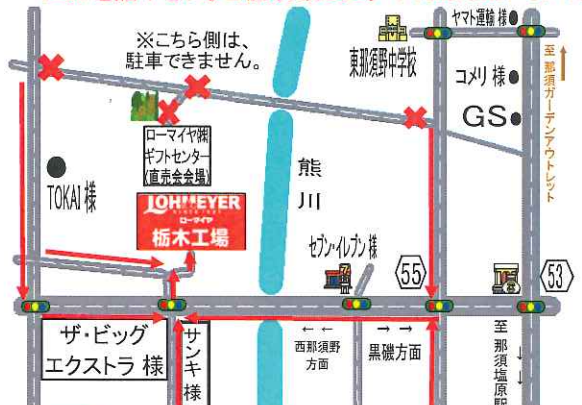 ヤマト運輸 様
※こちら側は、
駐車できません。
東那須野中学校
至 那須ガーデンアウトレット
コメリ 様
GS
ローマイヤ㈱
ギフトセンター
(直売会会場)
熊川
TOKAI 様
LOHMEYER
ローマイヤ
栃木工場
セブン-イレブン 様
55
53
ザ・ビッグ
エクストラ 様
サンキ 様
← ←
西那須野
方面
→ →
黒磯方面
至 那須塩原駅